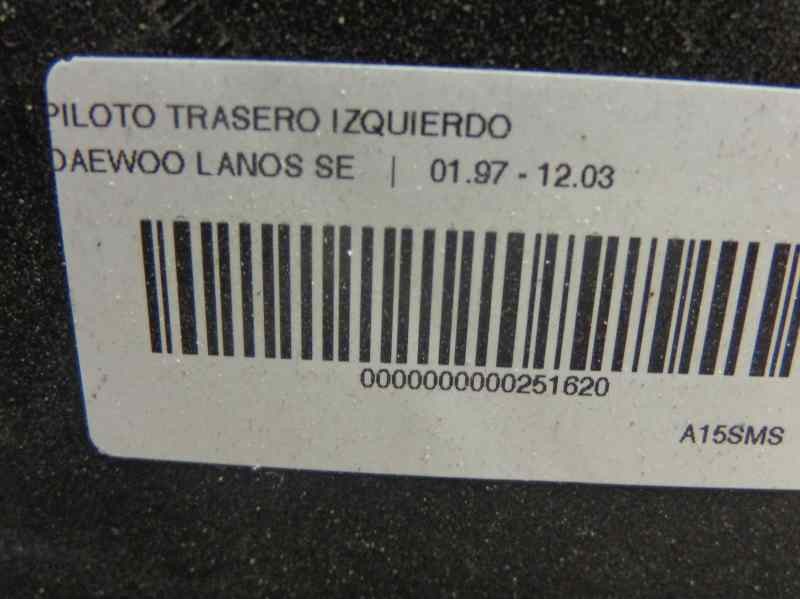 PILOTO TRASERO IZQUIERDO
DAEWOO LANOS SE | 01.97 - 12.03
0000000000251620
A15SMS